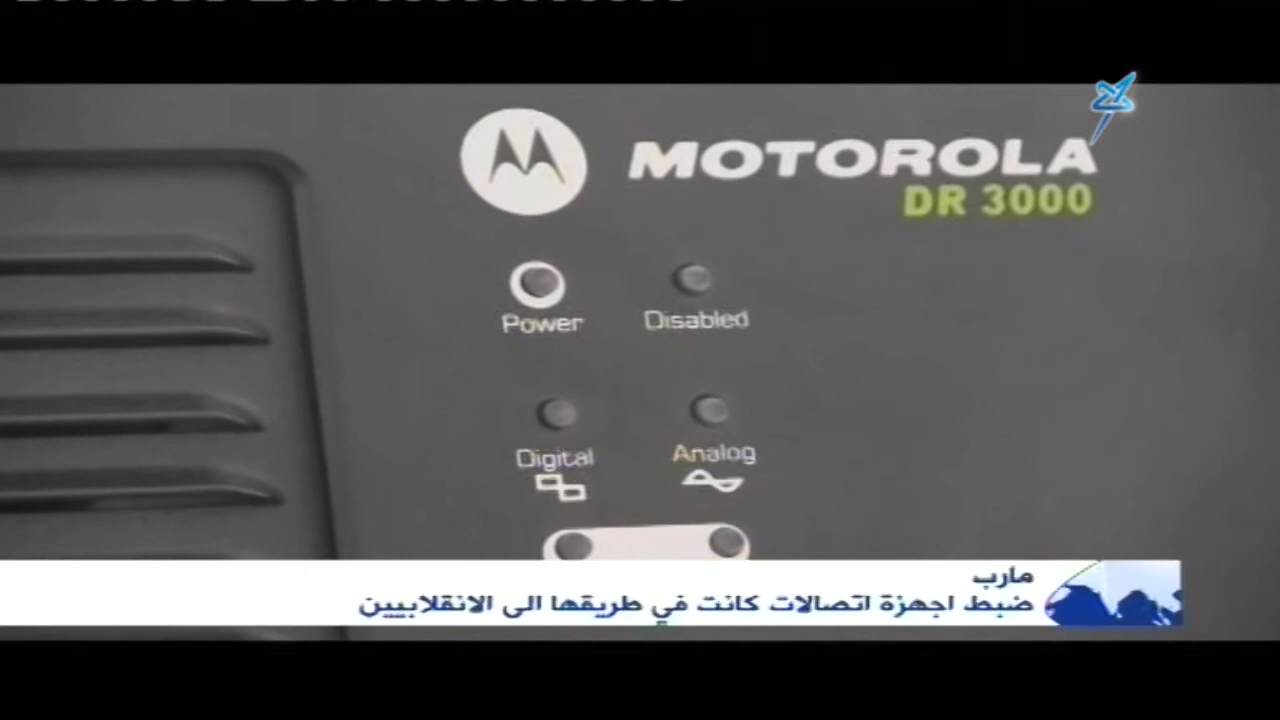 MOTOROLA
DR 3000
Power
Disabled
Digital
Analog
مارب
ضبط اجهزة اتصالات كانت في طريقها الى الانقلابيين